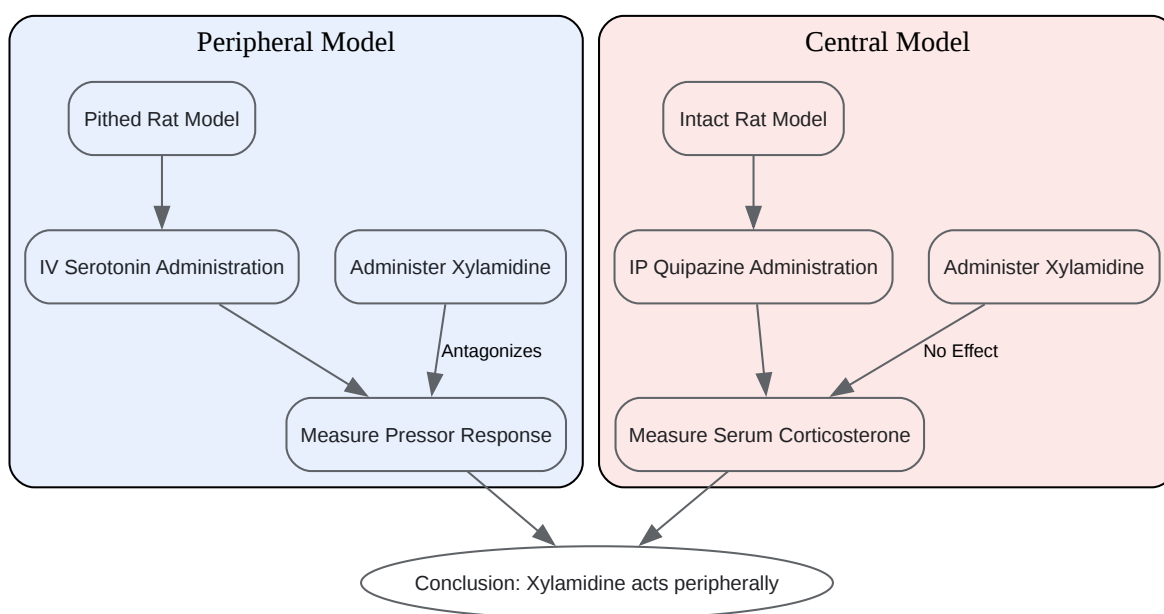 Peripheral Model
Pithed Rat Model
IV Serotonin Administration
Administer Xylamidine
Antagonizes
Measure Pressor Response
Central Model
Intact Rat Model
IP Quipazine Administration
Administer Xylamidine
No Effect
Measure Serum Corticosterone
Conclusion: Xylamidine acts peripherally